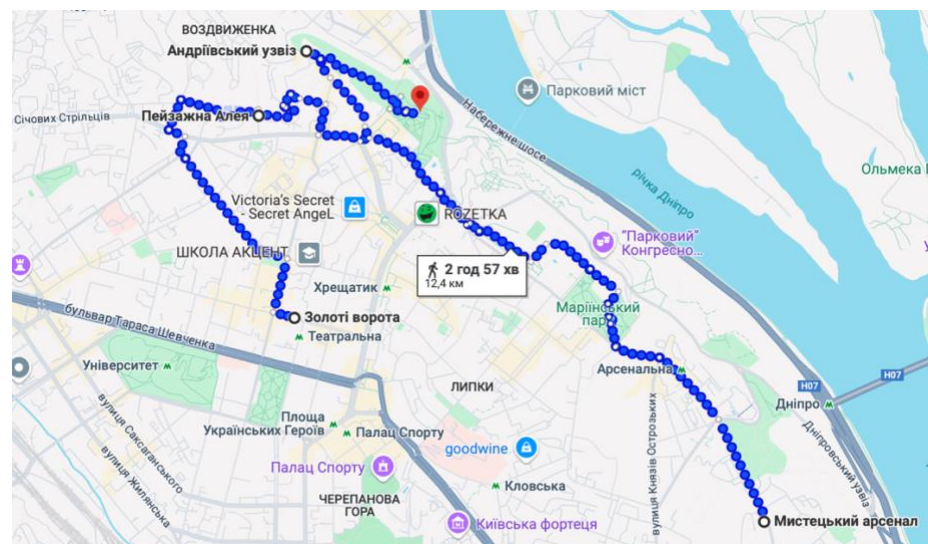 ВОЗДВИЖЕНКА
Андріївський узвіз
Парковий міст
Січових Стрільців
Пейзажна Алея
Набережне шосе
Ольмека
річка Дніпро
Victoria's Secret
- Secret AngeL
ROZETKA
"Парковий"
Конгресно...
ШКОЛА АКЦЕНТ
2 год 57 хв
12,4 км
Хрещатик
Маріїнський
парк
Золоті ворота
бульвар Тараса Шевченка
Театральна
Університет
Арсенальна
H07
H07
ЛИПКИ
Дніпро
вулиця Саксаганського
Площа
Українських Героїв
Палац Спорту
вулиця Князів Острозьких
Дніпровський узвіз
goodwine
вулиця Жилянська
Палац Спорту
Кловська
ЧЕРЕПАНОВА
ГОРА
Київська фортеця
Мистецький арсенал